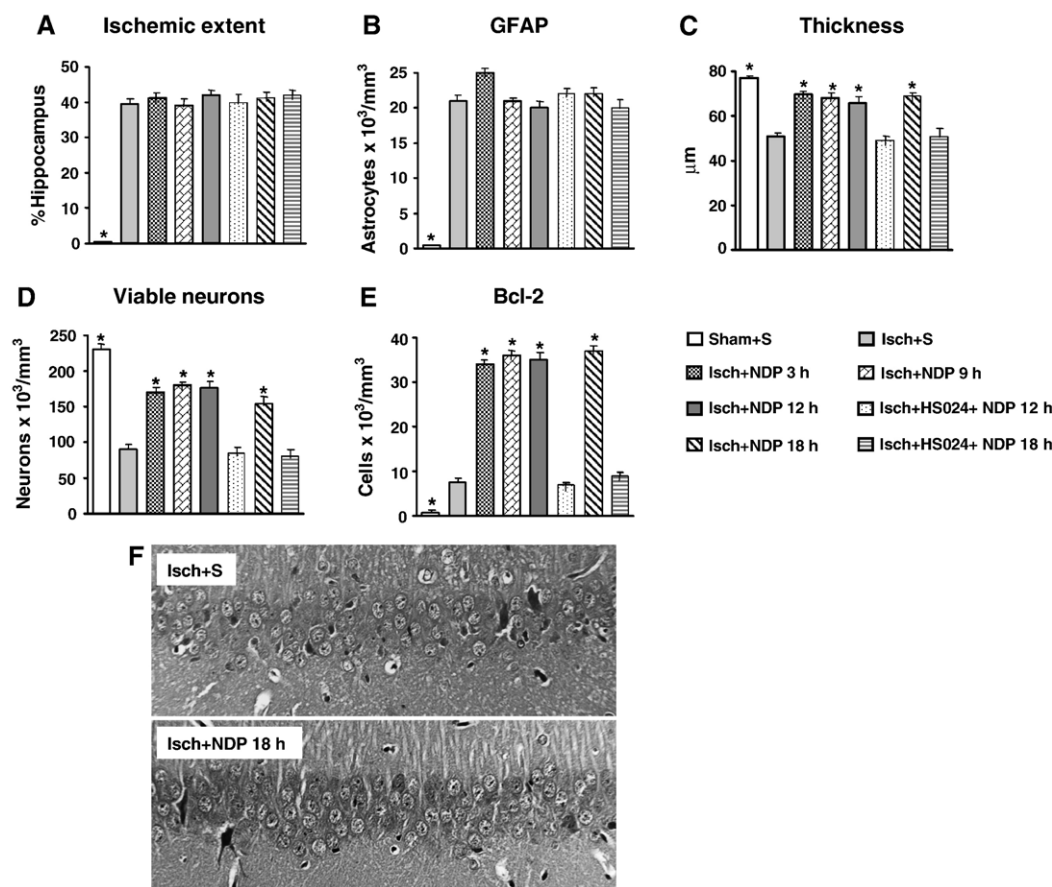 A Ischemic extent
%Hippocampus
50
40
30
20
10
0
*
B GFAP
Astrocytes x 10³/mm³
25
20
15
10
5
0
*
C Thickness
µm
80
60
40
20
0
* * * * *
D Viable neurons
Neurons x 10³/mm³
250
200
150
100
50
0
* * * * *
E Bcl-2
Cells x 10³/mm³
40
30
20
10
0
* * * * *
Sham+S
Isch+S
Isch+NDP 3 h
Isch+NDP 9 h
Isch+NDP 12 h
Isch+HS024+ NDP 12 h
Isch+NDP 18 h
Isch+HS024+ NDP 18 h
F
Isch+S
Isch+NDP 18 h